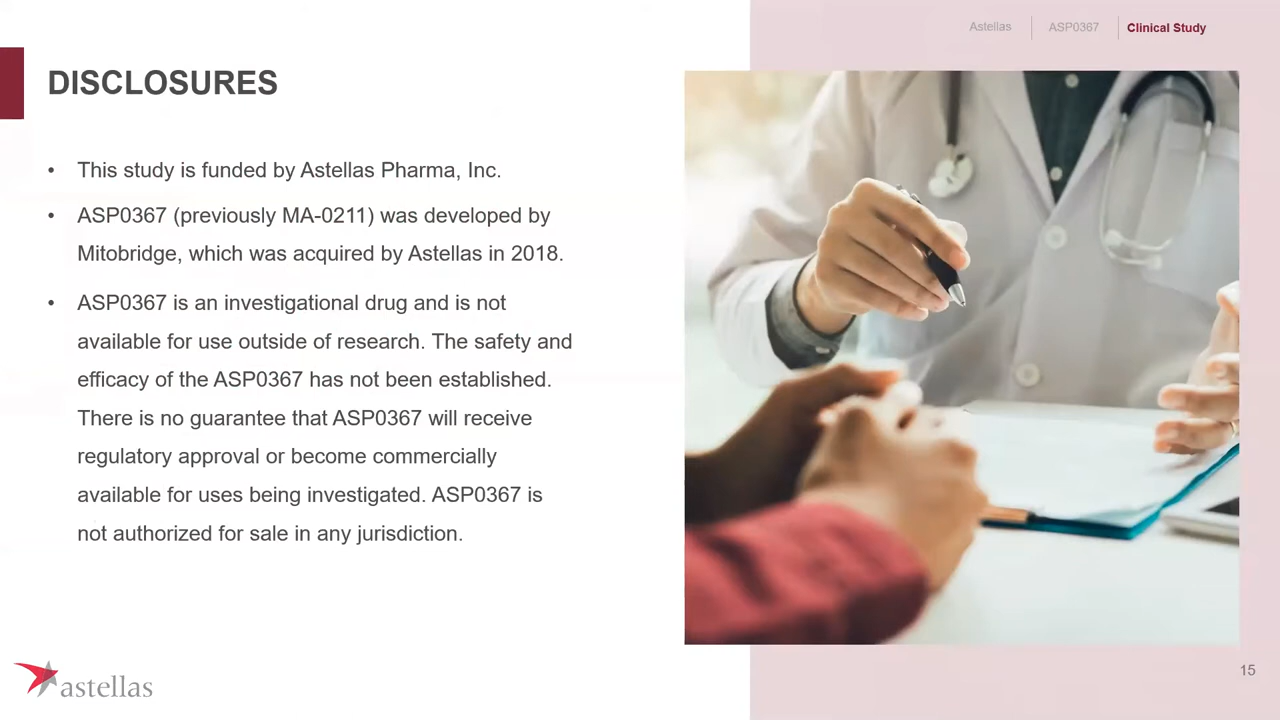 Astellas
ASP0367
Clinical Study
DISCLOSURES
• This study is funded by Astellas Pharma, Inc.
• ASP0367 (previously MA-0211) was developed by
Mitobridge, which was acquired by Astellas in 2018.
• ASP0367 is an investigational drug and is not
available for use outside of research. The safety and
efficacy of the ASP0367 has not been established.
There is no guarantee that ASP0367 will receive
regulatory approval or become commercially
available for uses being investigated. ASP0367 is
not authorized for sale in any jurisdiction.
astellas
15